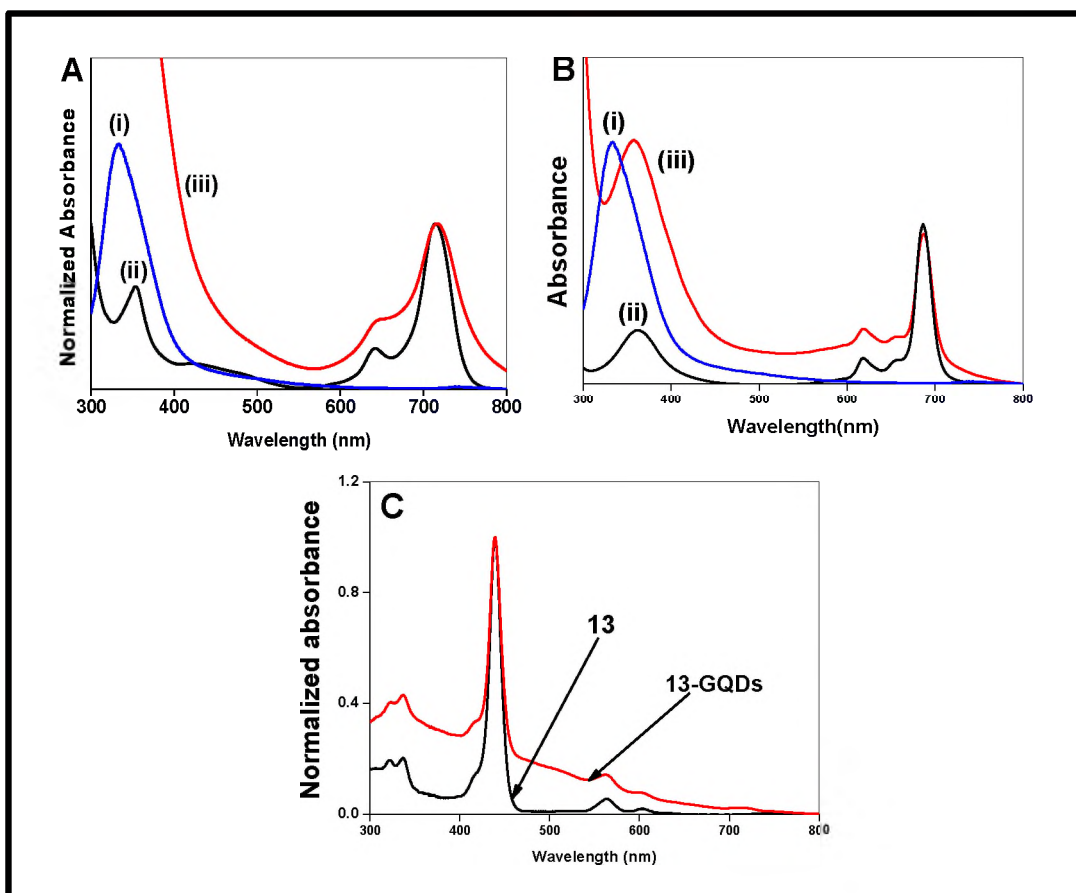 A
(i)
(ii)
(iii)
Normalized Absorbance
300 400 500 600 700 800
Wavelength (nm)
B
(i)
(ii)
(iii)
Absorbance
300 400 500 600 700 800
Wavelength(nm)
C
13
13-GQDs
Normalized absorbance
1.2
0.8
0.4
0.0
300 400 500 600 700 800
Wavelength (nm)